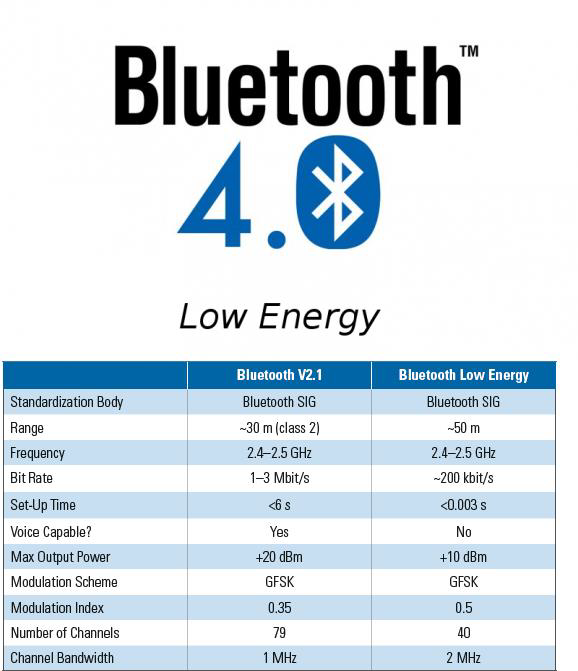 Bluetooth™
4.0
Low Energy
Bluetooth V2.1 Bluetooth Low Energy
Standardization Body Bluetooth SIG Bluetooth SIG
Range ~30 m (class 2) ~50 m
Frequency 2.4–2.5 GHz 2.4–2.5 GHz
Bit Rate 1–3 Mbit/s ~200 kbit/s
Set-Up Time <6 s <0.003 s
Voice Capable? Yes No
Max Output Power +20 dBm +10 dBm
Modulation Scheme GFSK GFSK
Modulation Index 0.35 0.5
Number of Channels 79 40
Channel Bandwidth 1 MHz 2 MHz